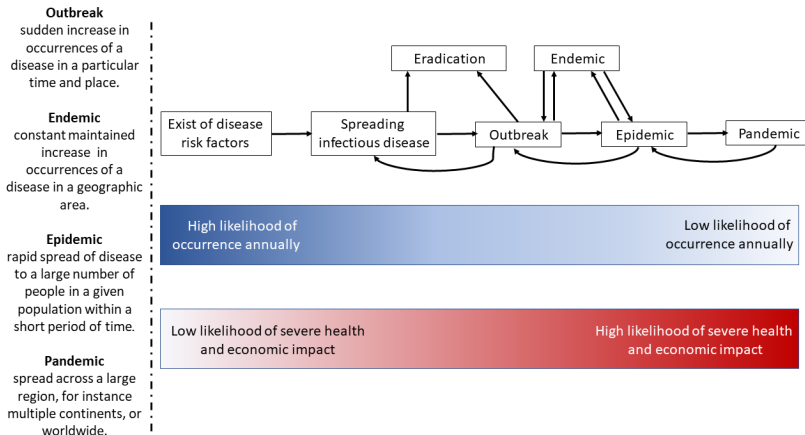 Outbreak
sudden increase in
occurrences of a
disease in a particular
time and place.
Endemic
constant maintained
increase in
occurrences of a
disease in a geographic
area.
Epidemic
rapid spread of disease
to a large number of
people in a given
population within a
short period of time.
Pandemic
spread across a large
region, for instance
multiple continents, or
worldwide.
Eradication
Endemic
Exist of disease
risk factors
Spreading
infectious disease
Outbreak
Epidemic
Pandemic
High likelihood of
occurrence annually
Low likelihood of
occurrence annually
Low likelihood of severe health
and economic impact
High likelihood of severe health
and economic impact